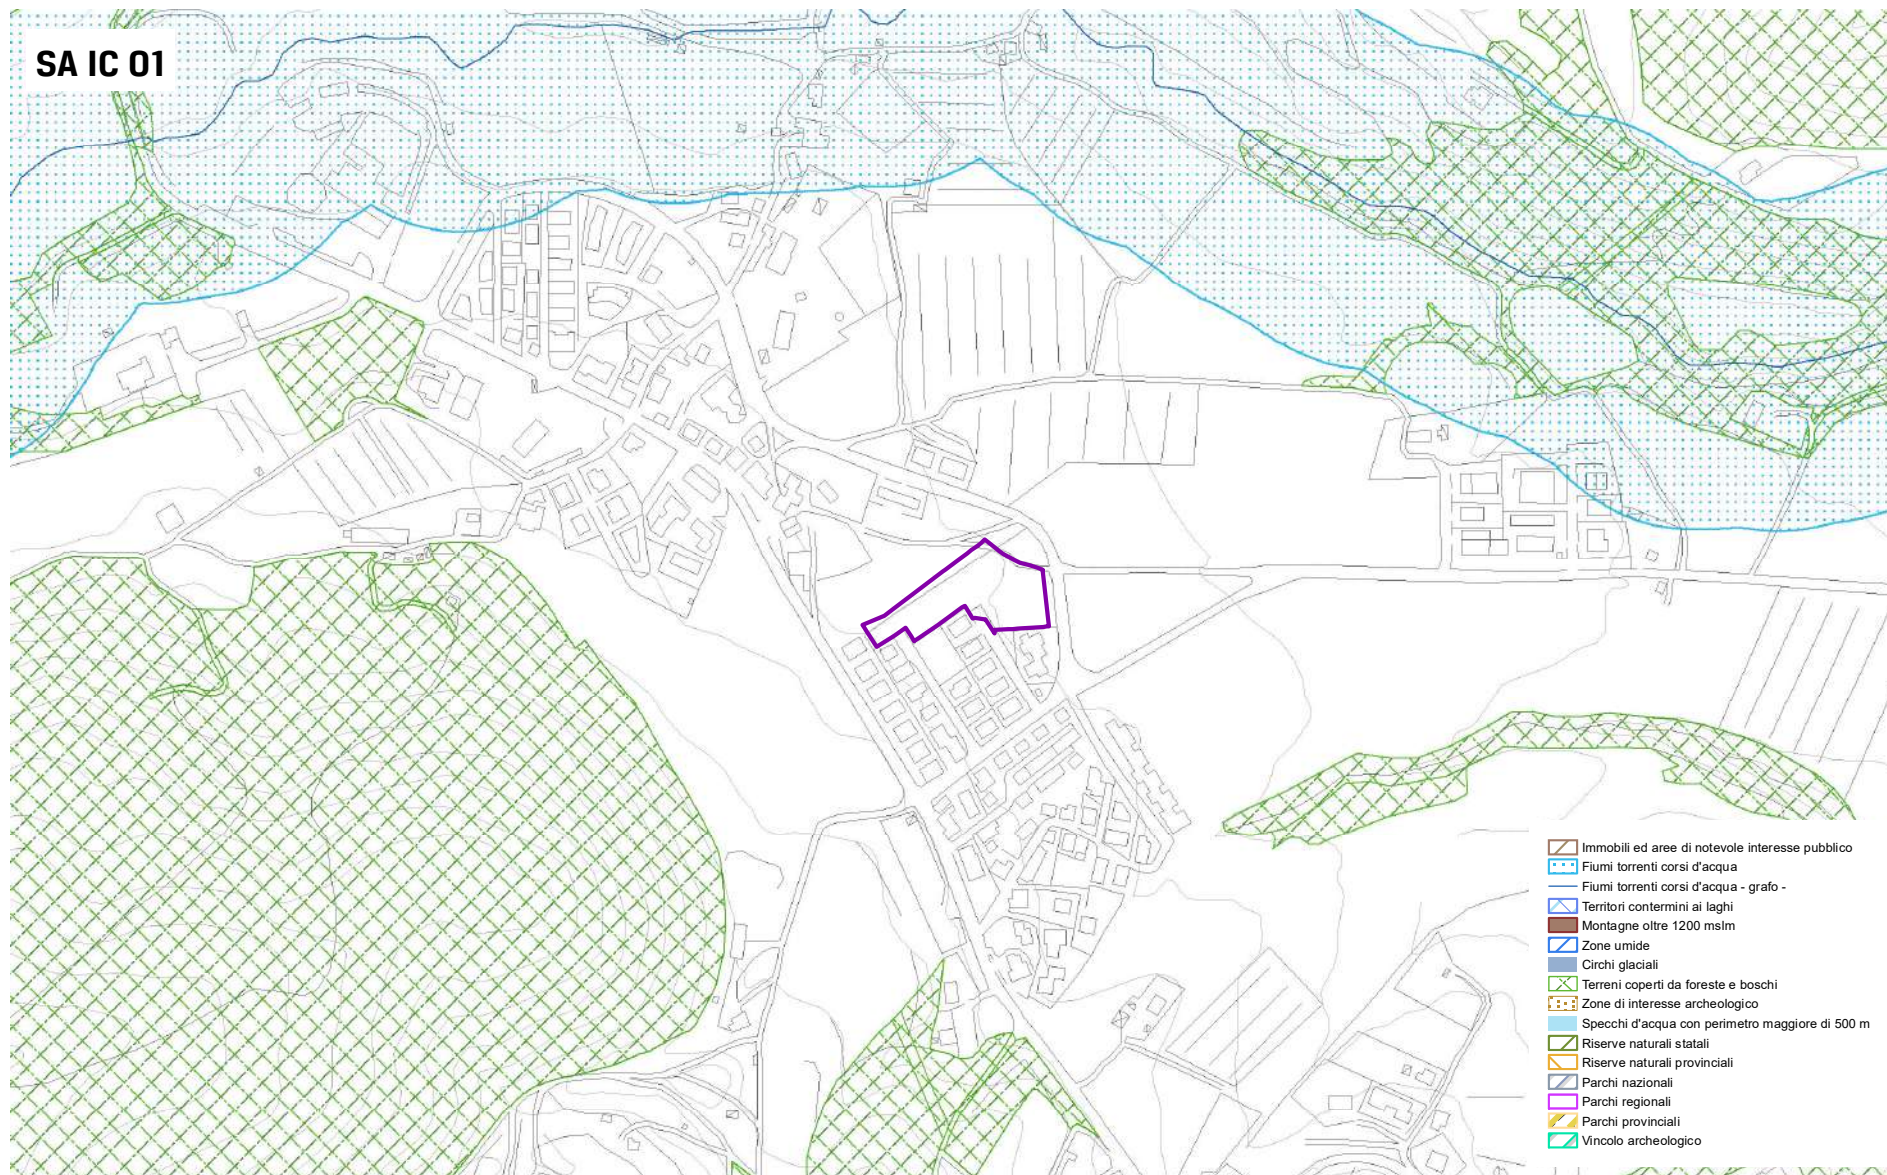 SA IC 01
Immobili ed aree di notevole interesse pubblico
Fiumi torrenti corsi d'acqua
Fiumi torrenti corsi d'acqua - grafo -
Territori contermini ai laghi
Montagne oltre 1200 mslm
Zone umide
Circhi glaciali
Terreni coperti da foreste e boschi
Zone di interesse archeologico
Specchi d'acqua con perimetro maggiore di 500 m
Riserve naturali statali
Riserve naturali provinciali
Parchi nazionali
Parchi regionali
Parchi provinciali
Vincolo archeologico